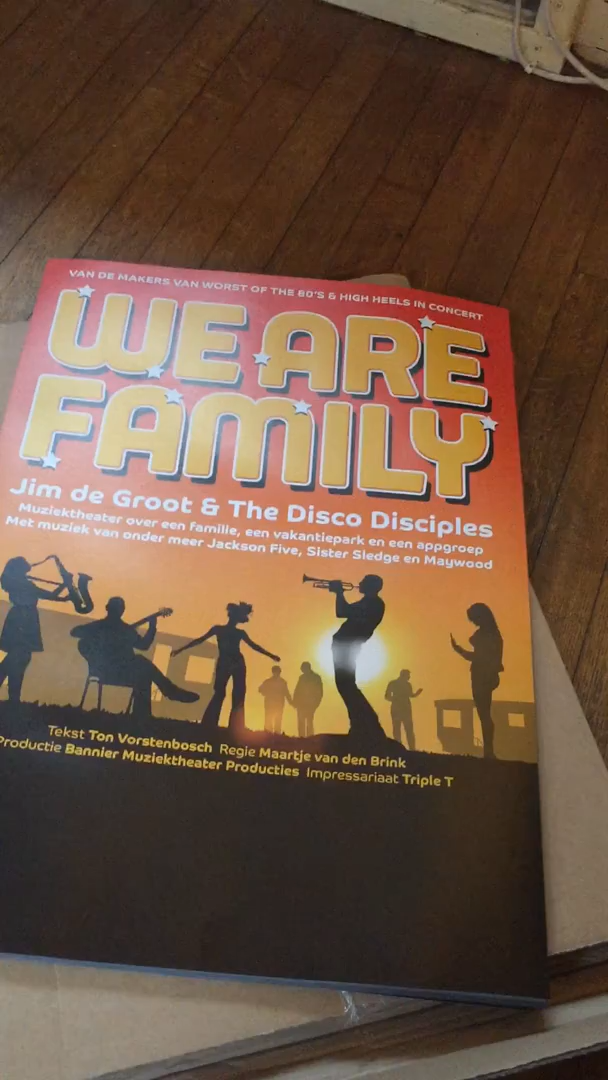 VAN DE MAKERS VAN WORST OF THE 80'S & HIGH HEELS IN CONCERT
WE ARE
FAMILY
Jim de Groot & The Disco Disciples
Muziektheater over een familie, een vakantiepark en een appgroep
Met muziek van onder meer Jackson Five, Sister Sledge en Maywood
Tekst Ton Vorstenbosch Regie Maartje van den Brink
Productie Bannier Muziektheater Producties Impressariaat Triple T